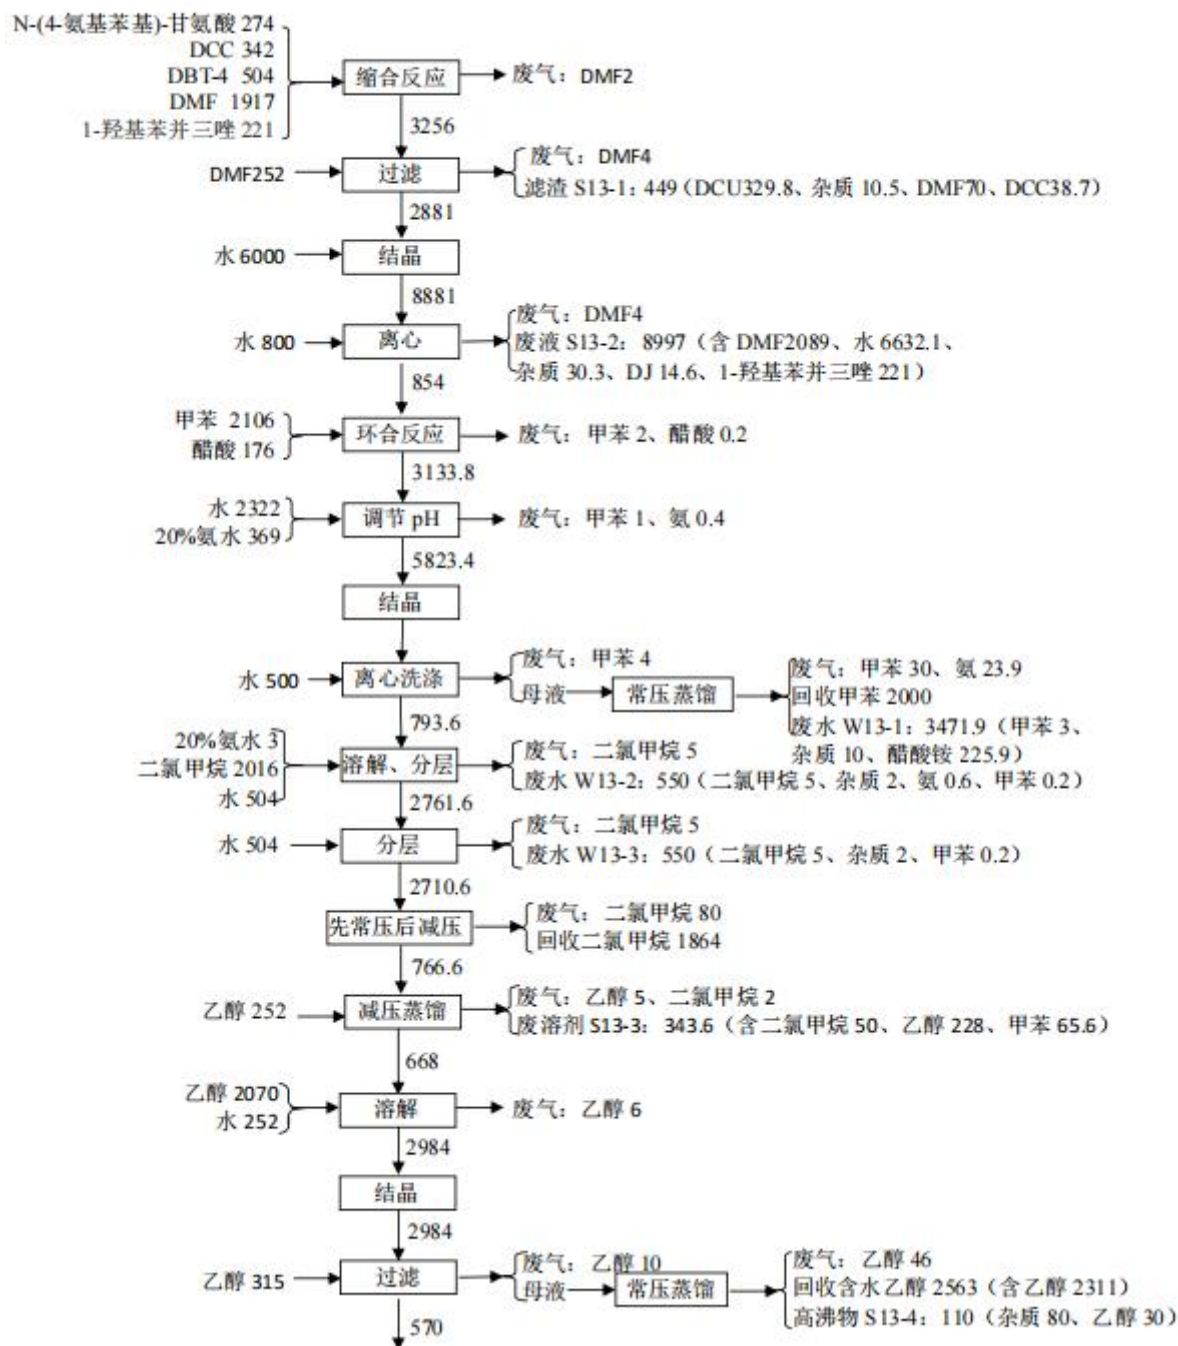 N-(4-氨基苯基)-甘氨酸 274
DCC 342
DBT-4 504
DMF 1917
1-羟基苯并三唑 221
缩合反应
废气：DMF2
3256
DMF252
过滤
废气：DMF4
滤渣 S13-1：449（DCU329.8、杂质 10.5、DMF70、DCC38.7）
2881
水 6000
结晶
8881
水 800
离心
废气：DMF4
废液 S13-2：8997（含 DMF2089、水 6632.1、
杂质 30.3、DJ 14.6、1-羟基苯并三唑 221）
854
甲苯 2106
醋酸 176
环合反应
废气：甲苯 2、醋酸 0.2
3133.8
水 2322
20%氨水 369
调节 pH
废气：甲苯 1、氨 0.4
5823.4
结晶
水 500
离心洗涤
废气：甲苯 4
母液
常压蒸馏
废气：甲苯 30、氨 23.9
回收甲苯 2000
废水 W13-1：3471.9（甲苯 3、
杂质 10、醋酸铵 225.9）
793.6
20%氨水 3
二氯甲烷 2016
水 504
溶解、分层
废气：二氯甲烷 5
废水 W13-2：550（二氯甲烷 5、杂质 2、氨 0.6、甲苯 0.2）
2761.6
水 504
分层
废气：二氯甲烷 5
废水 W13-3：550（二氯甲烷 5、杂质 2、甲苯 0.2）
2710.6
先常压后减压
废气：二氯甲烷 80
回收二氯甲烷 1864
766.6
乙醇 252
减压蒸馏
废气：乙醇 5、二氯甲烷 2
废溶剂 S13-3：343.6（含二氯甲烷 50、乙醇 228、甲苯 65.6）
668
乙醇 2070
水 252
溶解
废气：乙醇 6
2984
结晶
2984
乙醇 315
过滤
废气：乙醇 10
母液
常压蒸馏
废气：乙醇 46
回收含水乙醇 2563（含乙醇 2311）
高沸物 S13-4：110（杂质 80、乙醇 30）
570